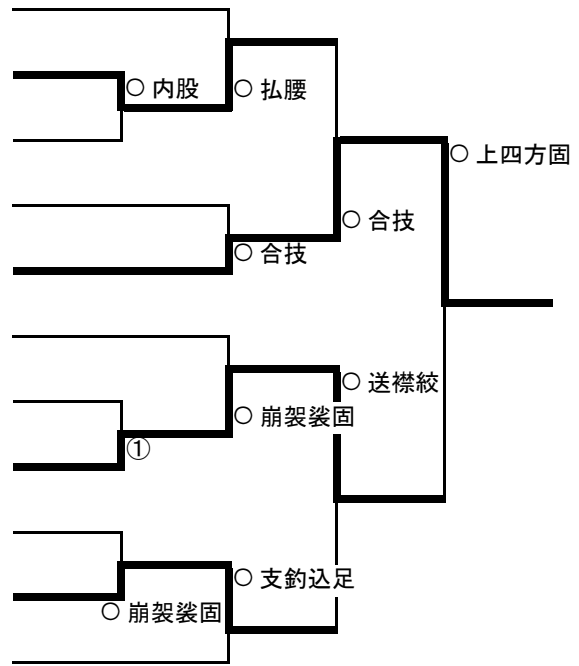 ○ 内股
○ 払腰
○ 上四方固
○ 合技
○ 合技
○ 送襟絞
○ 崩袈裟固
①
○ 支釣込足
○ 崩袈裟固